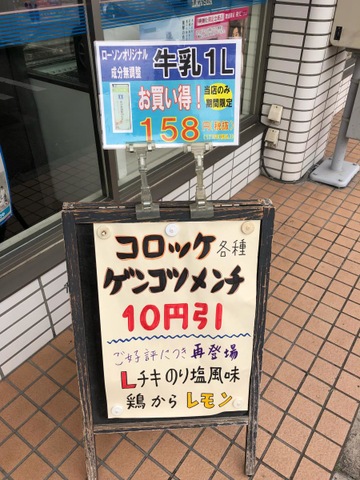 ローソンオリジナル
成分無調整
牛乳1L
お買い得!
当店のみ
期間限定
158
コロッケ各種
ゲンコツメンチ
10円引
ご好評につき再登場
Lチキのり塩風味
鶏からレモン